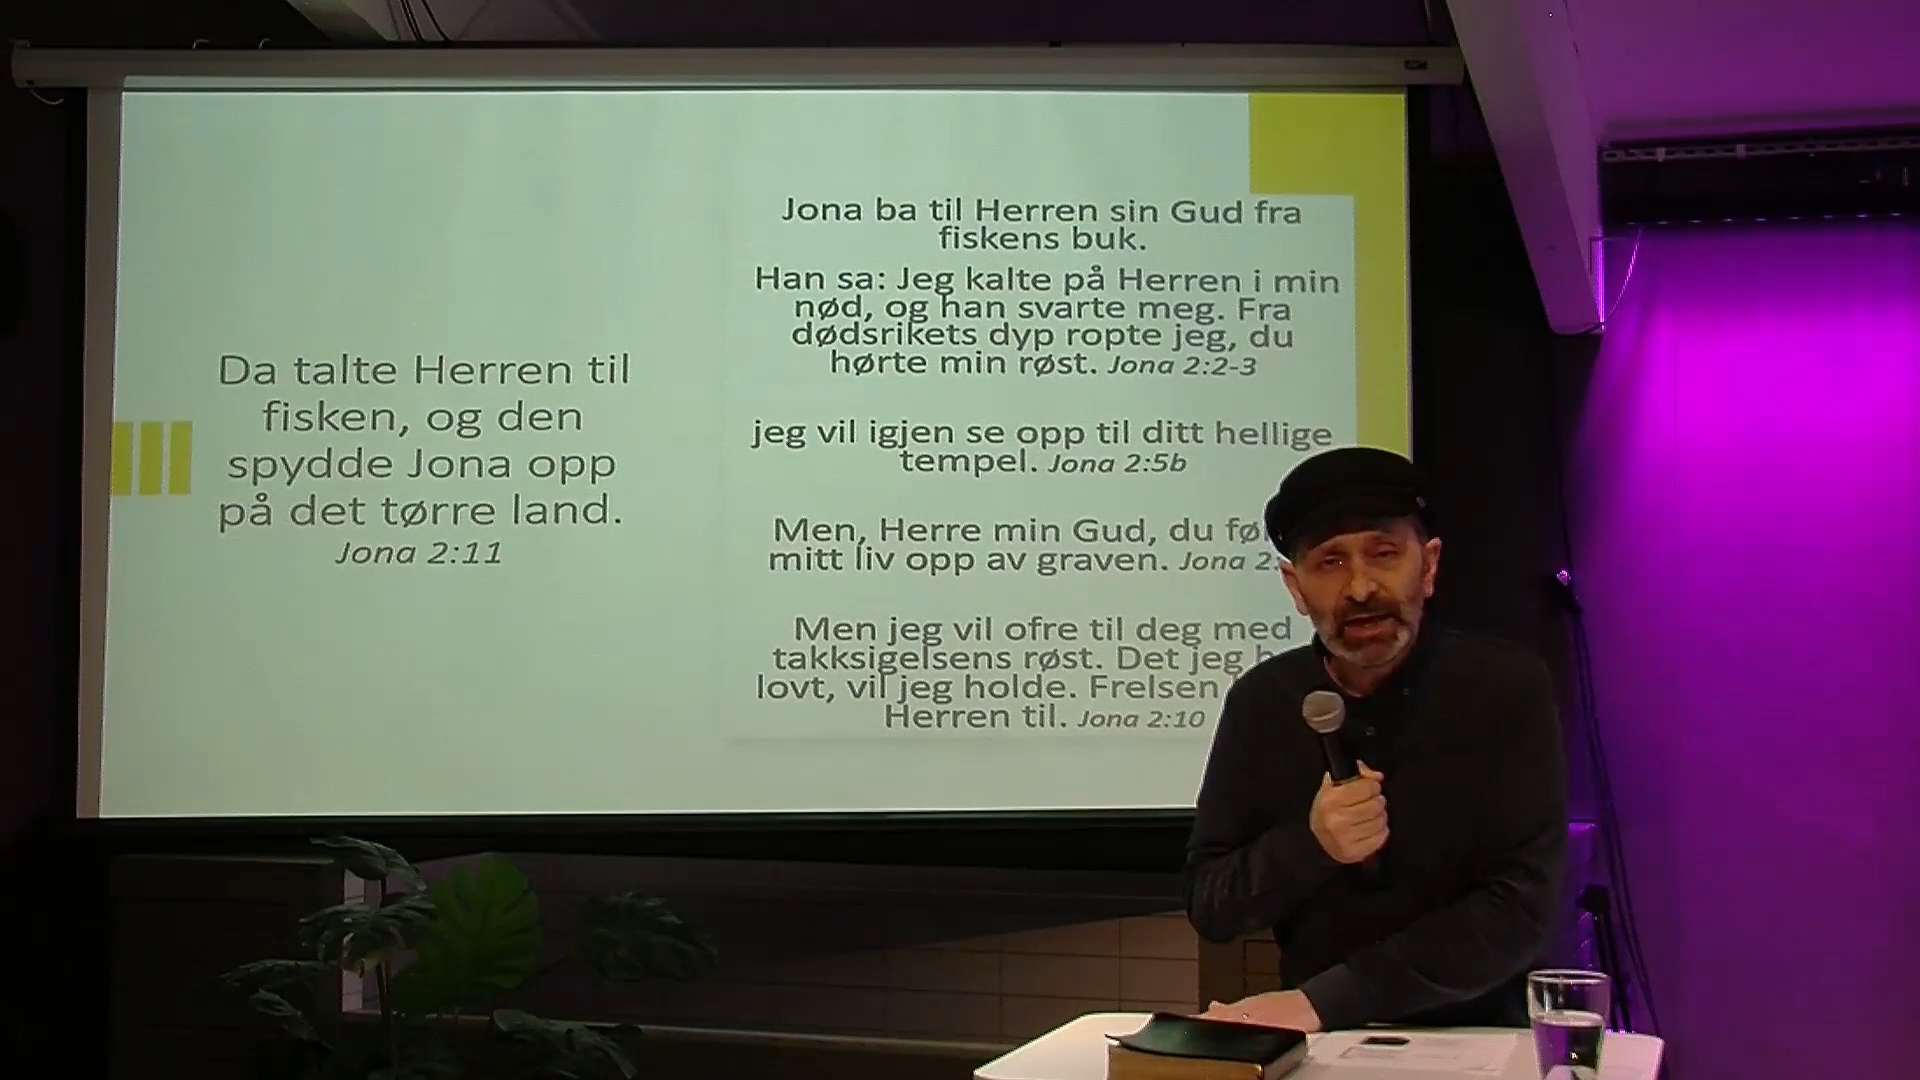 Da talte Herren til
fisken, og den
spydde Jona opp
på det tørre land.
Jona 2:11
Jona ba til Herren sin Gud fra
fiskens buk.
Han sa: Jeg kalte på Herren i min
nød, og han svarte meg. Fra
dødsrikets dyp ropte jeg, du
hørte min røst. Jona 2:2-3
jeg vil igjen se opp til ditt hellige
tempel. Jona 2:5b
Men, Herre min Gud, du
mitt liv opp av graven. Jona
Men jeg vil ofre til deg med
takksigelsens røst. Det jeg
lovt, vil jeg holde. Frelsen
Herren til. Jona 2:10